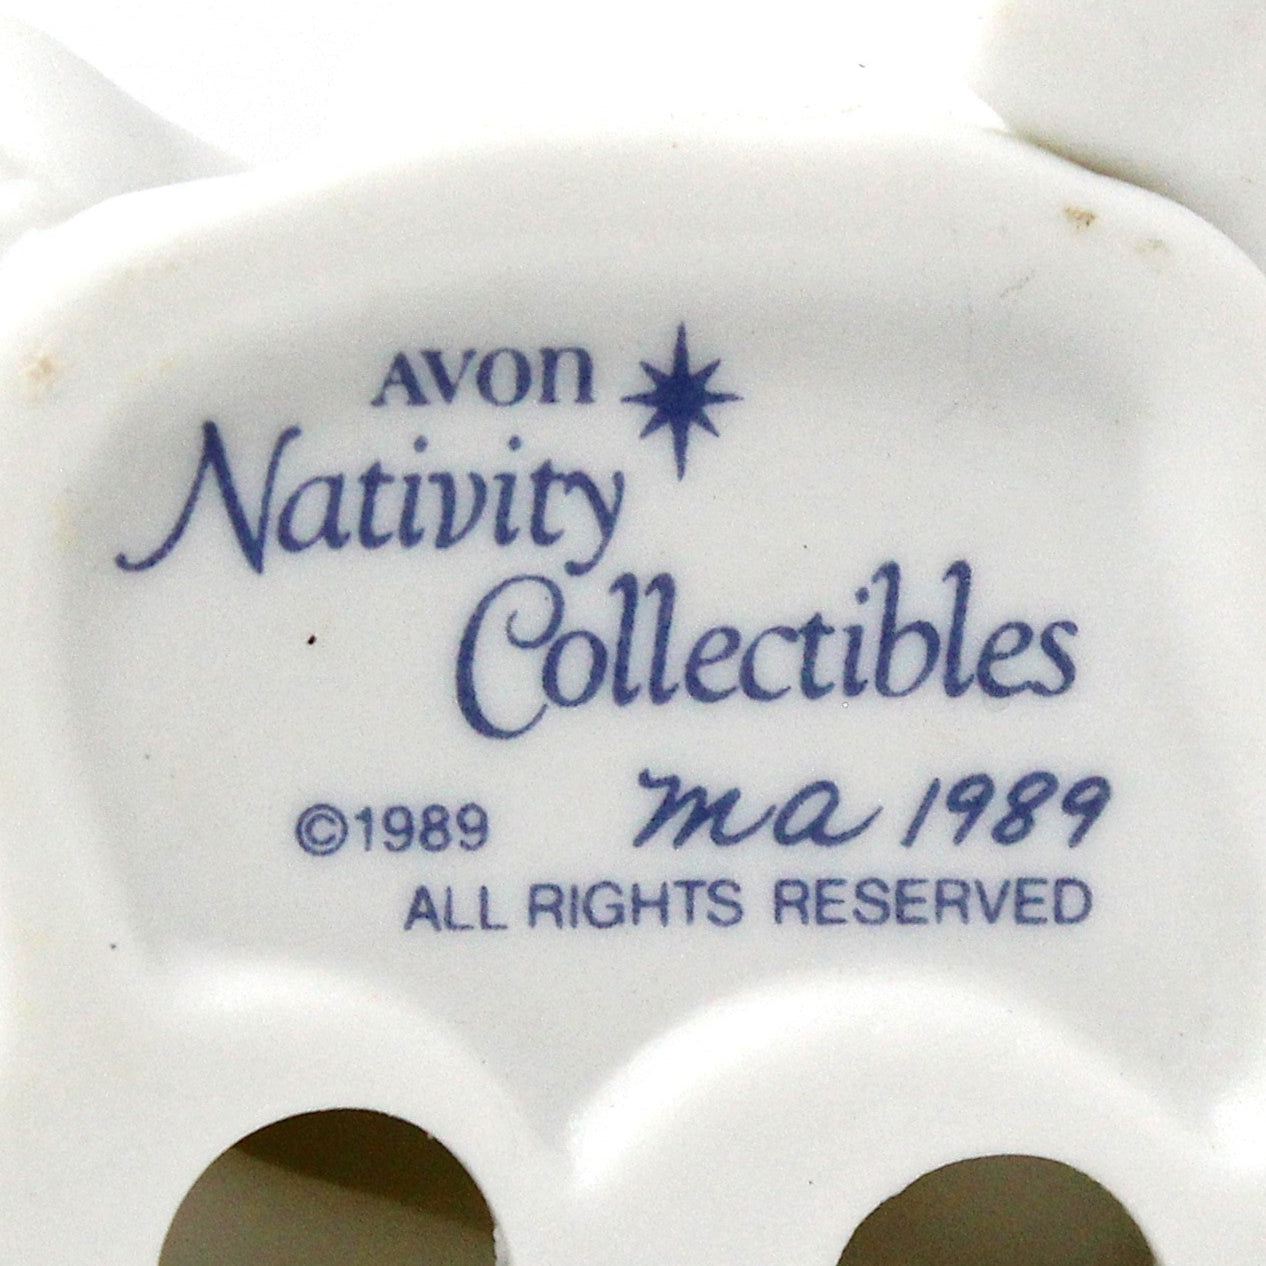 AVON
Nativity
Collectibles
©1989 ma 1989
ALL RIGHTS RESERVED